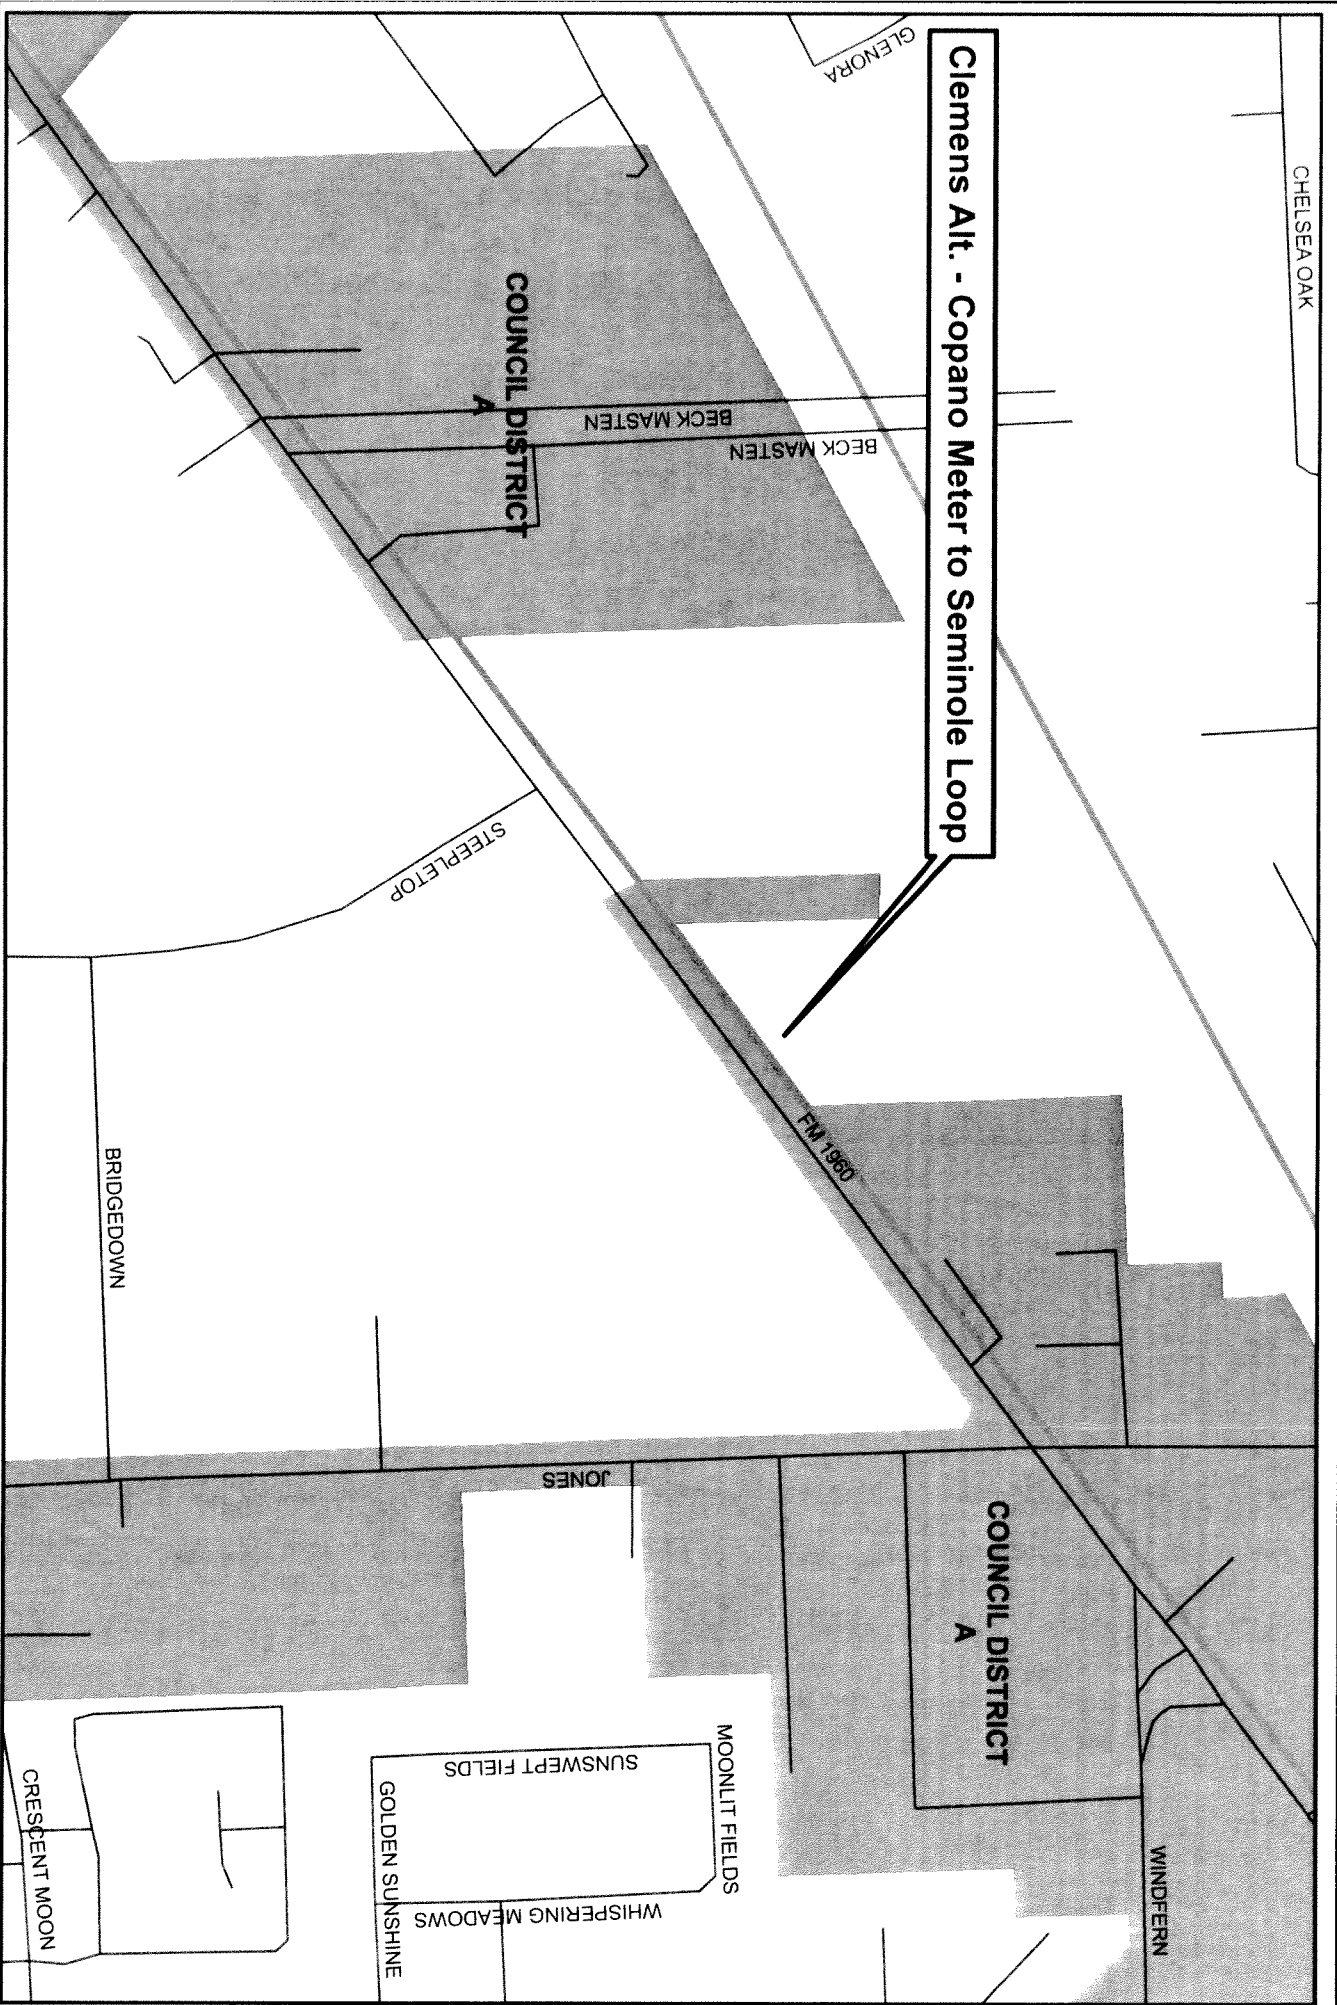 CHELSEA OAK
Clemens Alt. - Copano Meter to Seminole Loop
GLENORA
BECK MASTEN
BECK MASTEN
COUNCIL DISTRICT
A
STEEPLETOP
FM 1960
BRIDGEDOWN
JONES
COUNCIL DISTRICT
A
WINDFERN
MOONLIT FIELDS
SUNSWEPT FIELDS
WHISPERING MEADOWS
GOLDEN SUNSHINE
CRESCENT MOON